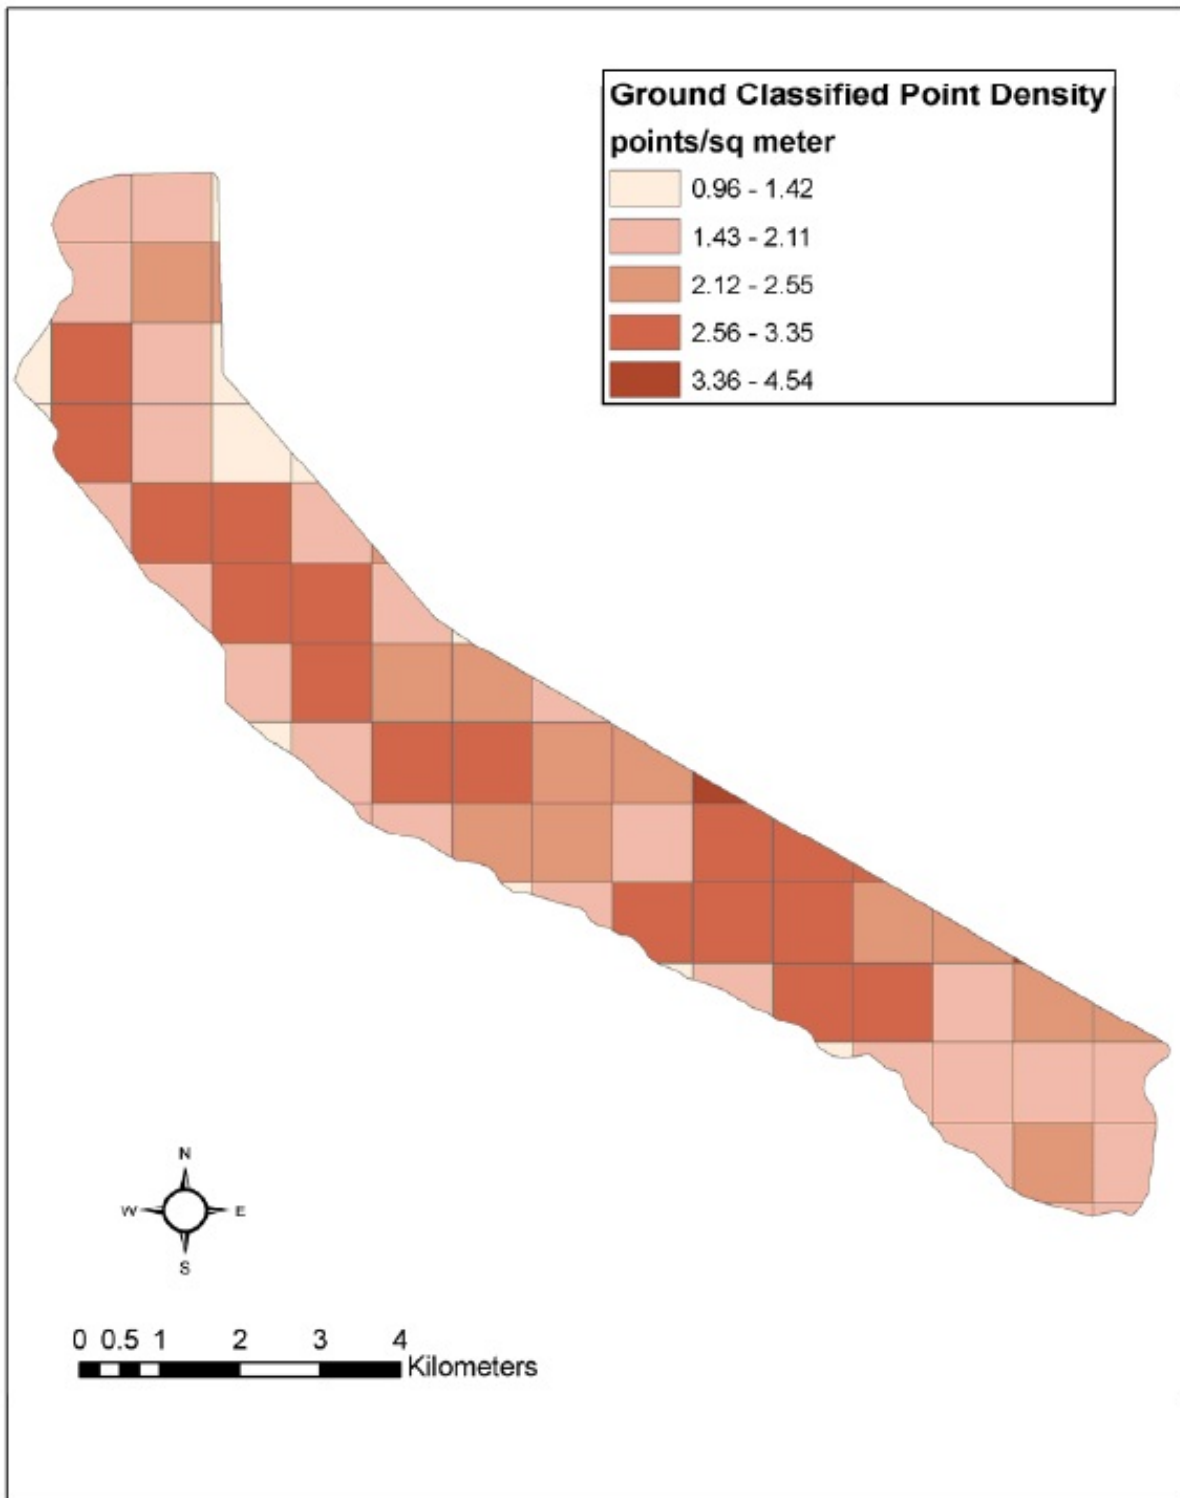 Ground Classified Point Density
points/sq meter
0.96 - 1.42
1.43 - 2.11
2.12 - 2.55
2.56 - 3.35
3.36 - 4.54
N
W E
S
0 0.5 1 2 3 4
Kilometers